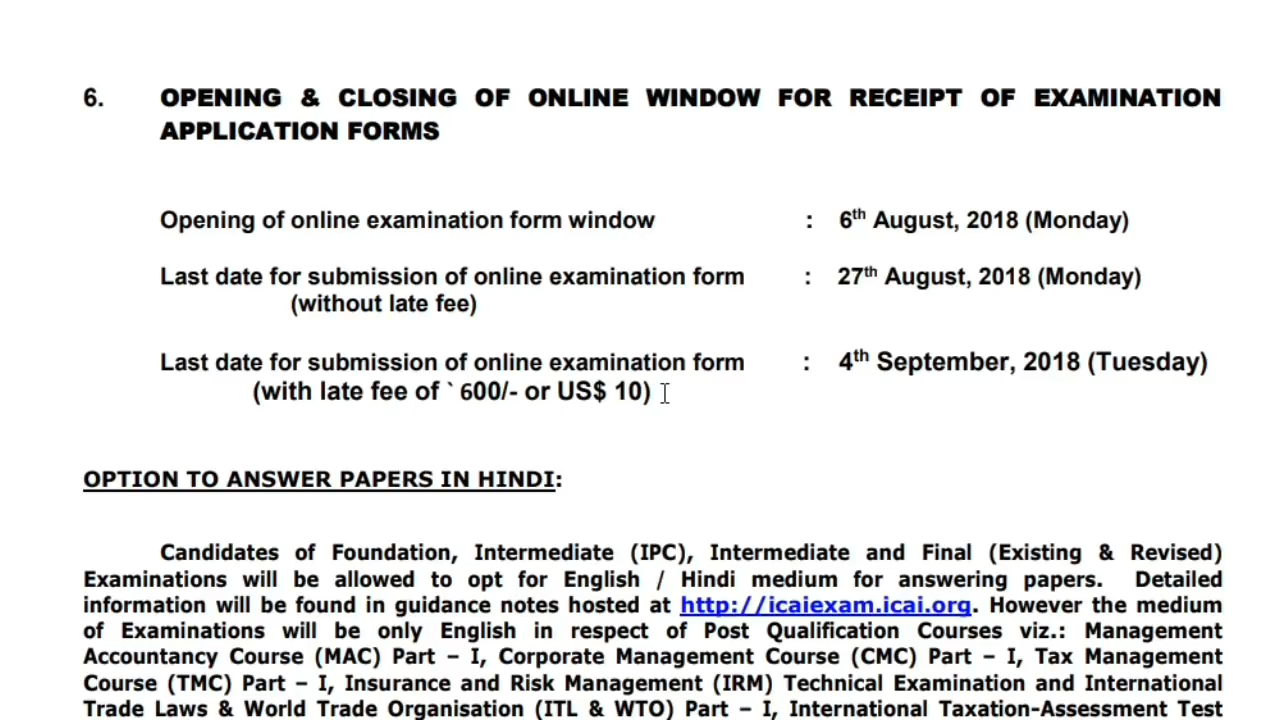 6. OPENING & CLOSING OF ONLINE WINDOW FOR RECEIPT OF EXAMINATION
APPLICATION FORMS
Opening of online examination form window : 6th August, 2018 (Monday)
Last date for submission of online examination form : 27th August, 2018 (Monday)
(without late fee)
Last date for submission of online examination form : 4th September, 2018 (Tuesday)
(with late fee of ` 600/- or US$ 10)
OPTION TO ANSWER PAPERS IN HINDI:
Candidates of Foundation, Intermediate (IPC), Intermediate and Final (Existing & Revised)
Examinations will be allowed to opt for English / Hindi medium for answering papers. Detailed
information will be found in guidance notes hosted at http://icaiexam.icai.org. However the medium
of Examinations will be only English in respect of Post Qualification Courses viz.: Management
Accountancy Course (MAC) Part – I, Corporate Management Course (CMC) Part – I, Tax Management
Course (TMC) Part – I, Insurance and Risk Management (IRM) Technical Examination and International
Trade Laws & World Trade Organisation (ITL & WTO) Part – I, International Taxation-Assessment Test